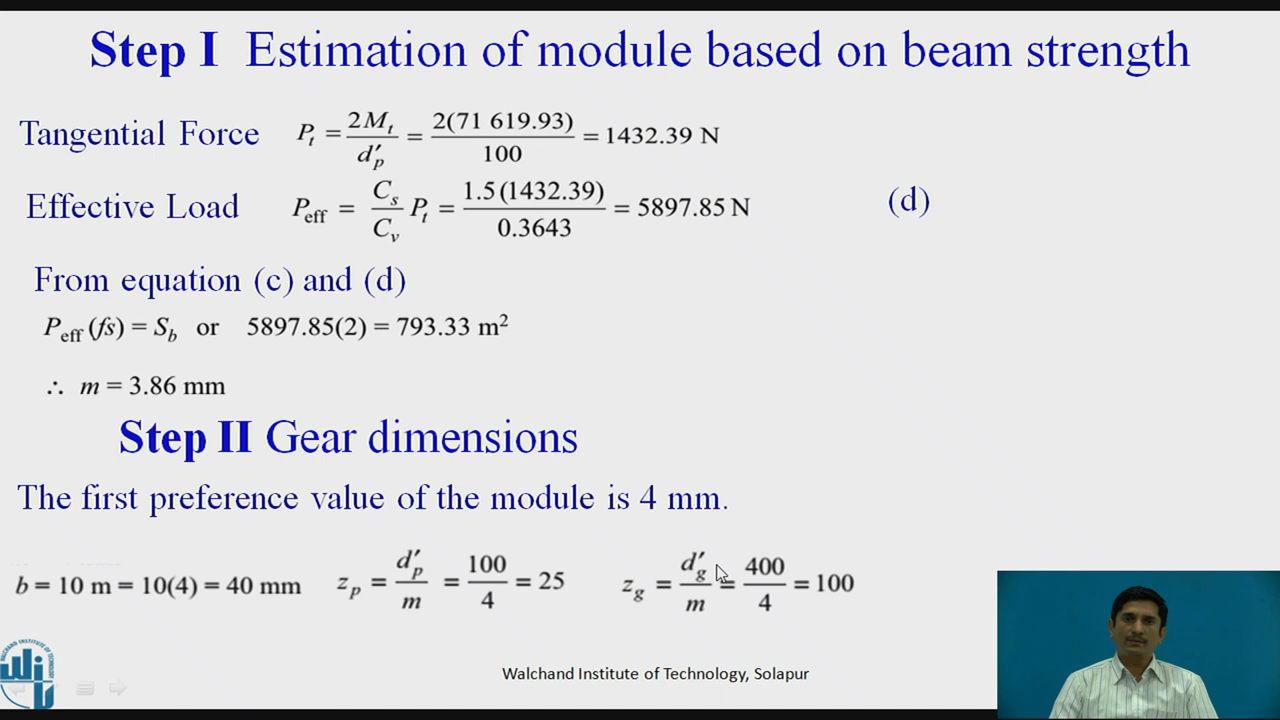 Step I Estimation of module based on beam strength
Tangential Force P_t = 2M_t / d′_p = 2(71 619.93) / 100 = 1432.39 N
Effective Load P_eff = C_s / C_v P_t = 1.5(1432.39) / 0.3643 = 5897.85 N (d)
From equation (c) and (d)
P_eff (fs) = S_b or 5897.85(2) = 793.33 m²
∴ m = 3.86 mm
Step II Gear dimensions
The first preference value of the module is 4 mm.
b = 10 m = 10(4) = 40 mm z_p = d′_p / m = 100 / 4 = 25 z_g = d′_g / m = 400 / 4 = 100
WALCHAND INSTITUTE OF TECHNOLOGY
Walchand Institute of Technology, Solapur